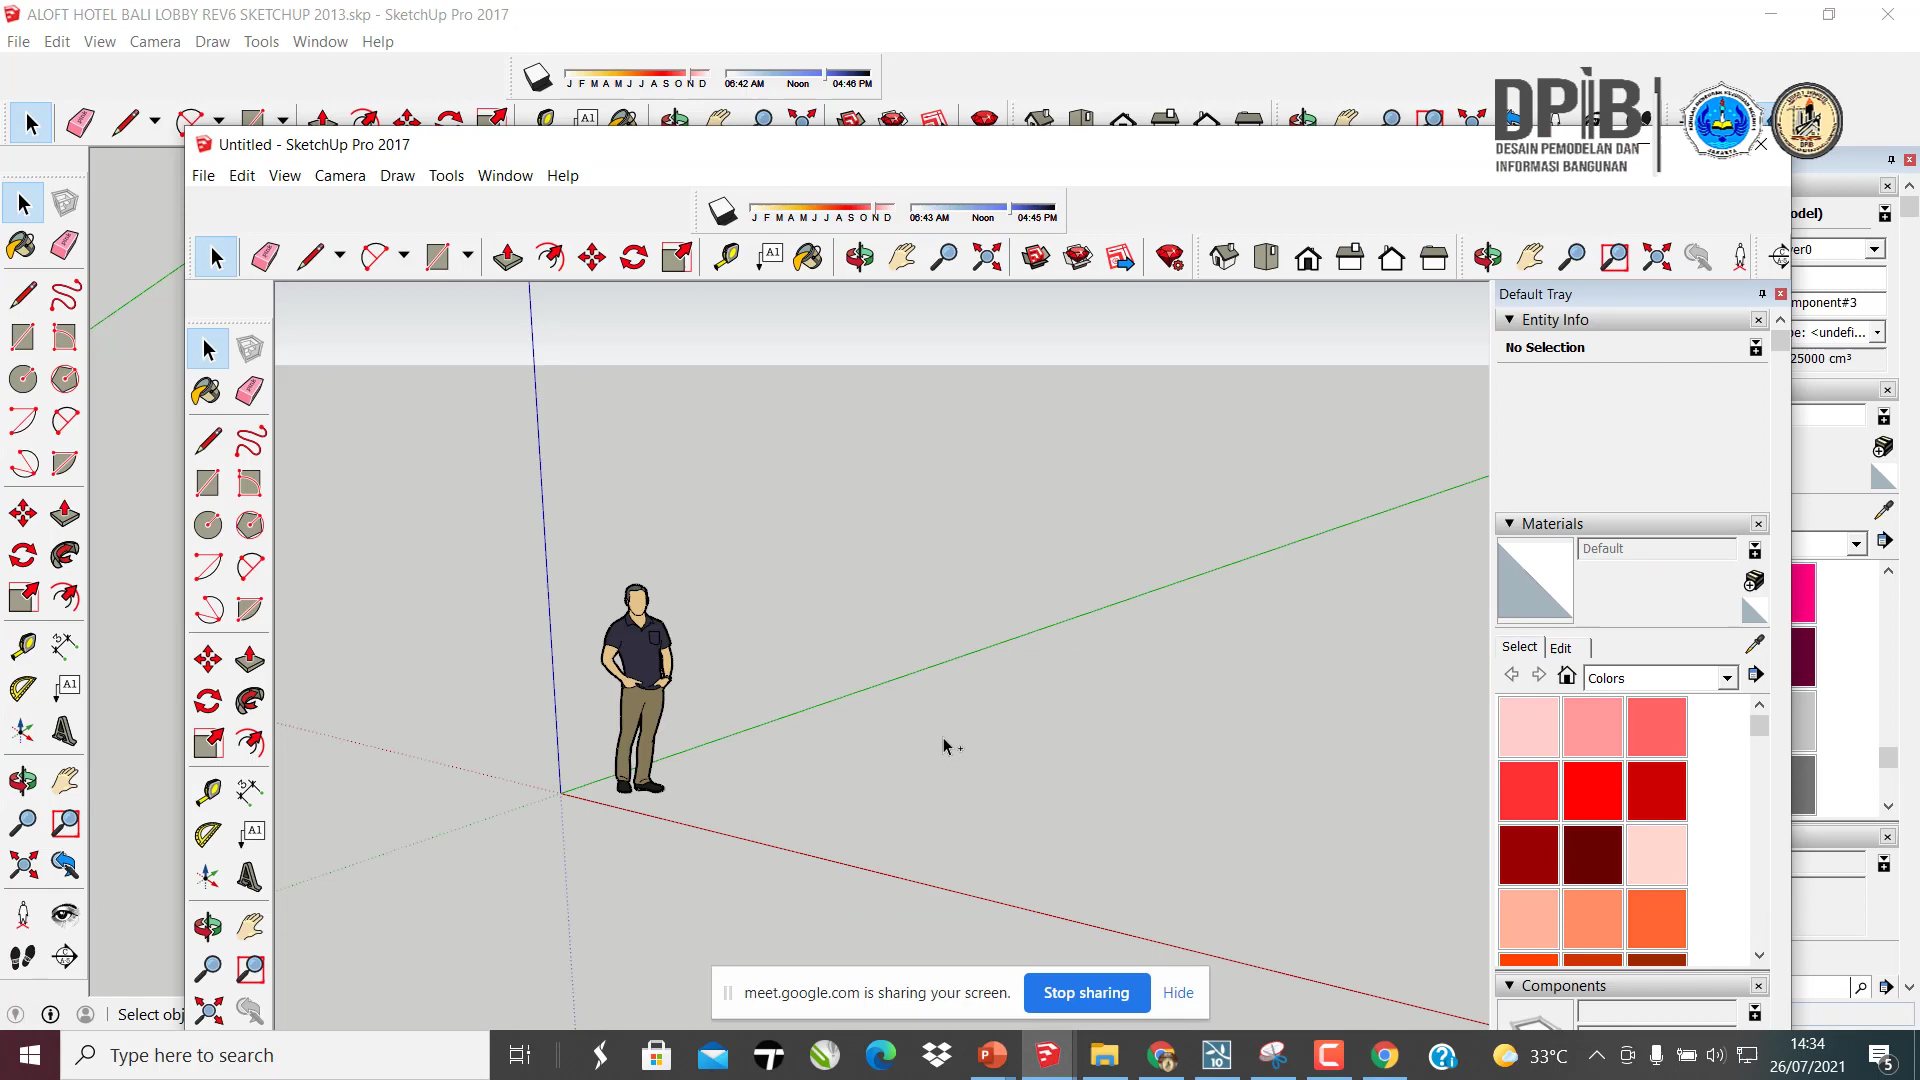 ALOFT HOTEL BALI LOBBY REV6 SKETCHUP 2013.skp - SketchUp Pro 2017
File Edit View Camera Draw Tools Window Help
J F M A M J J A S O N D 06:42 AM Noon 04:46 PM
DPIB
DESAIN PEMODELAN DAN
INFORMASI BANGUNAN
Untitled - SketchUp Pro 2017
File Edit View Camera Draw Tools Window Help
J F M A M J J A S O N D 06:43 AM Noon 04:45 PM
Default Tray
Entity Info
No Selection
odel)
er0
mponent#3
pe: <undefi...
25000 cm³
Materials
Default
Select Edit
Colors
Components
meet.google.com is sharing your screen. Stop sharing Hide
Select obj
Type here to search
33°C
14:34
26/07/2021
5